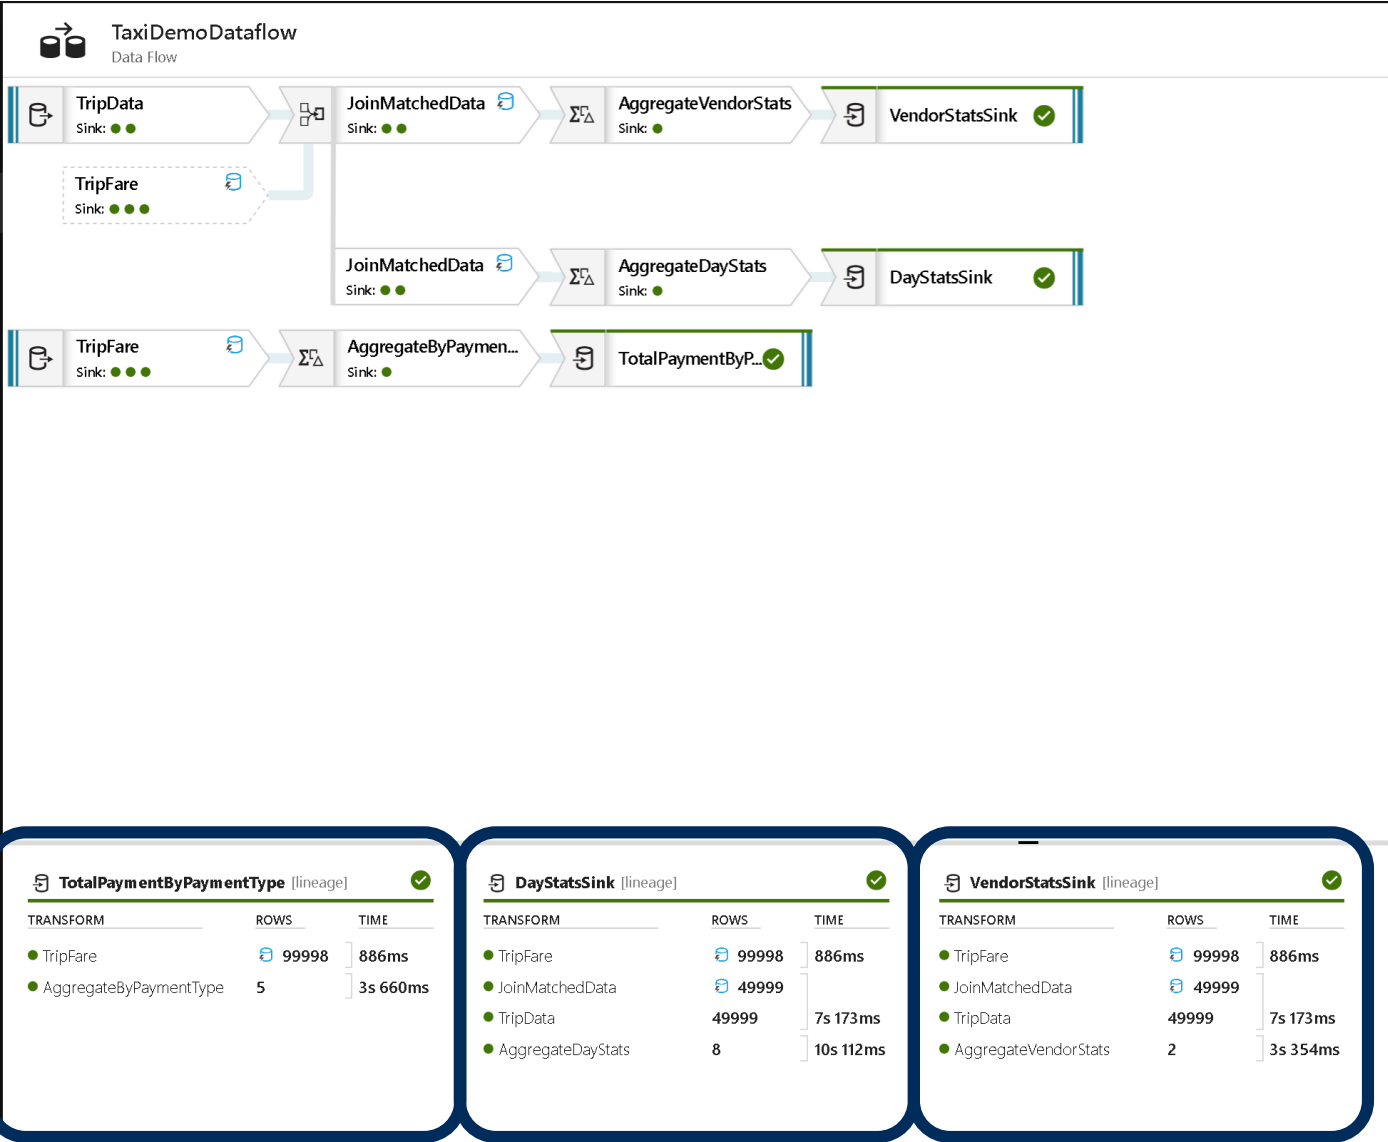 TaxiDemoDataflow
Data Flow
TripData
Sink:
JoinMatchedData
Sink:
AggregateVendorStats
Sink:
VendorStatsSink
TripFare
Sink:
JoinMatchedData
Sink:
AggregateDayStats
Sink:
DayStatsSink
TripFare
Sink:
AggregateByPaymen...
Sink:
TotalPaymentByP...
TotalPaymentByPaymentType [lineage]
TRANSFORM ROWS TIME
TripFare 99998 886ms
AggregateByPaymentType 5 3s 660ms
DayStatsSink [lineage]
TRANSFORM ROWS TIME
TripFare 99998 886ms
JoinMatchedData 49999
TripData 49999 7s 173ms
AggregateDayStats 8 10s 112ms
VendorStatsSink [lineage]
TRANSFORM ROWS TIME
TripFare 99998 886ms
JoinMatchedData 49999
TripData 49999 7s 173ms
AggregateVendorStats 2 3s 354ms